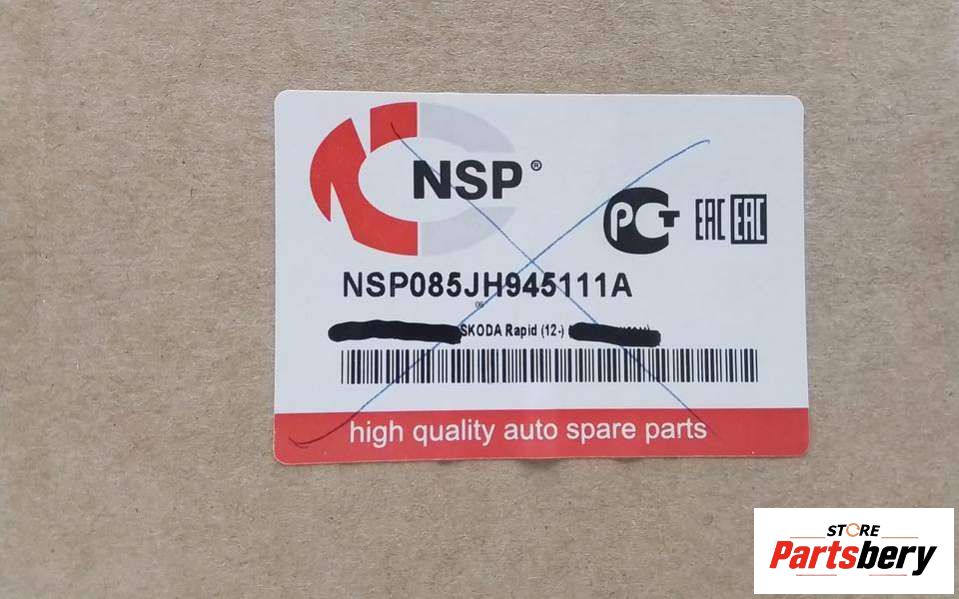 NSP®
РСТ EAC EAC
NSP085JH945111A
SKODA Rapid (12-)
high quality auto spare parts
STORE
Partsbery